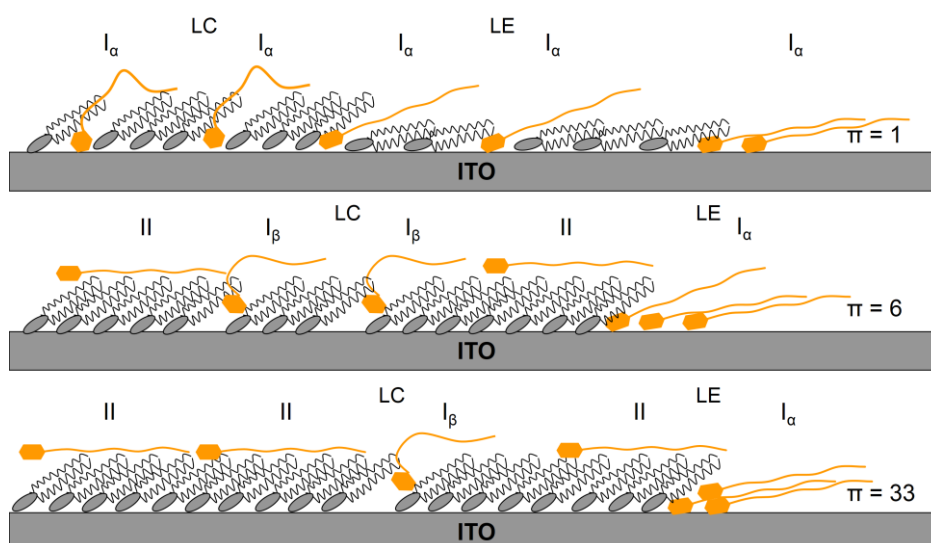 LC LE
Iα Iα Iα Iα Iα
π = 1
ITO
LC LE
II Iβ Iβ II Iα
π = 6
ITO
LC LE
II II Iβ II Iα
π = 33
ITO